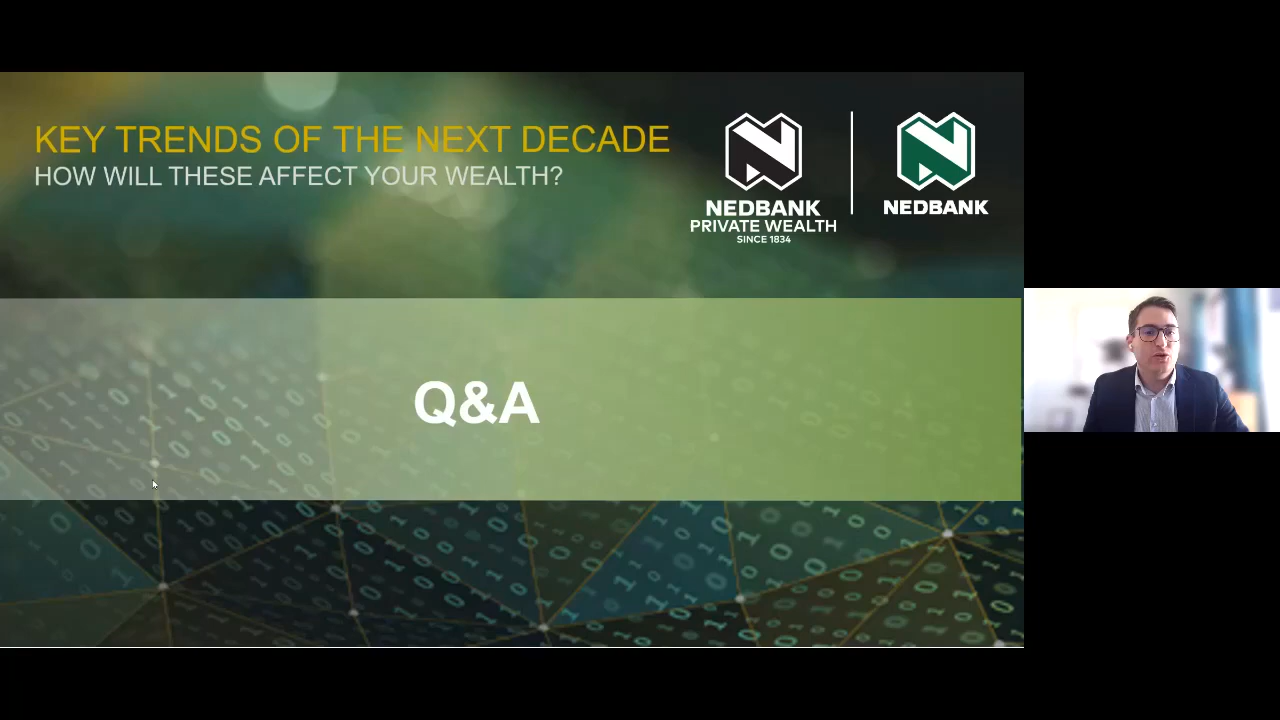 KEY TRENDS OF THE NEXT DECADE
HOW WILL THESE AFFECT YOUR WEALTH?
NEDBANK
PRIVATE WEALTH
SINCE 1834
NEDBANK
Q&A